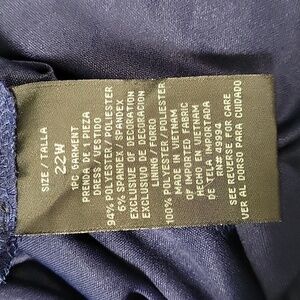 SIZE / TALLA
22W
1PC GARMENT
PRENDA DE 1 PIEZA
DRESS / VESTIDO
94% POLYESTER/POLIESTER
6% SPANDEX/SPANDEX
EXCLUSIVE OF DECORATION
EXCLUSIVO DE DECORACION
LINING / FORRO
100% POLYESTER/POLIESTER
MADE IN VIETNAM
OF IMPORTED FABRIC
HECHO EN VIETNAM
DE TELA IMPORTADA
RN# 49994
SEE REVERSE FOR CARE
VER AL DORSO PARA CUIDADO